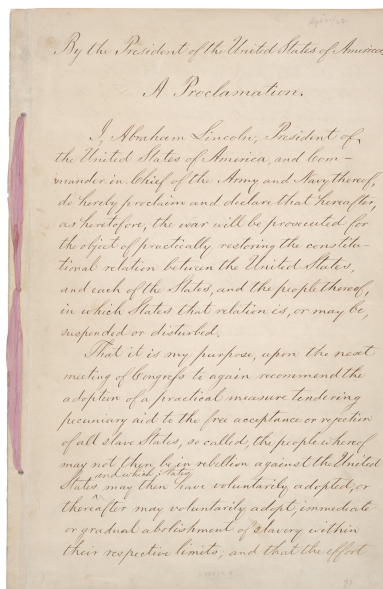 By the President of the United States of America
A Proclamation.
I, Abraham Lincoln, President of
the United States of America, and Com-
mander-in-Chief of the Army and Navy thereof,
do hereby proclaim and declare that hereafter,
as heretofore, the war will be prosecuted for
the object of practically restoring the constitu-
tional relation between the United States,
and each of the States, and the people thereof,
in which States that relation is, or may be,
suspended or disturbed.
That it is my purpose, upon the next
meeting of Congress to again recommend the
adoption of a practical measure tendering
pecuniary aid to the free acceptance or rejection
of all slave States, so called, the people whereof
may not then be in rebellion against the United
and which states
States may then have voluntarily adopted, or
thereafter may voluntarily adopt, immediate
or gradual abolishment of slavery within
their respective limits; and that the effort